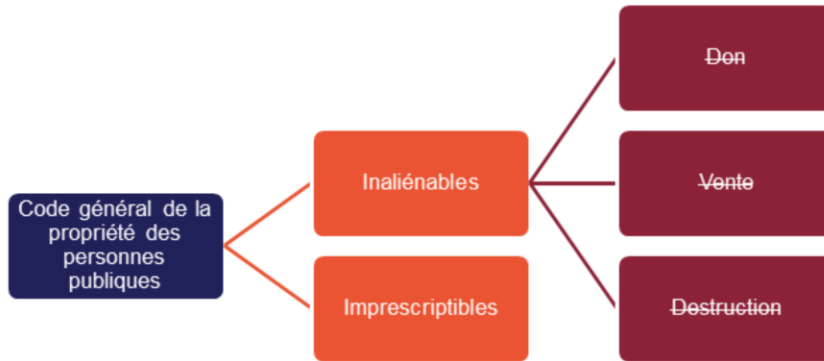 Code général de la
propriété des
personnes
publiques
Inaliénables
Imprescriptibles
Don
Vente
Destruction